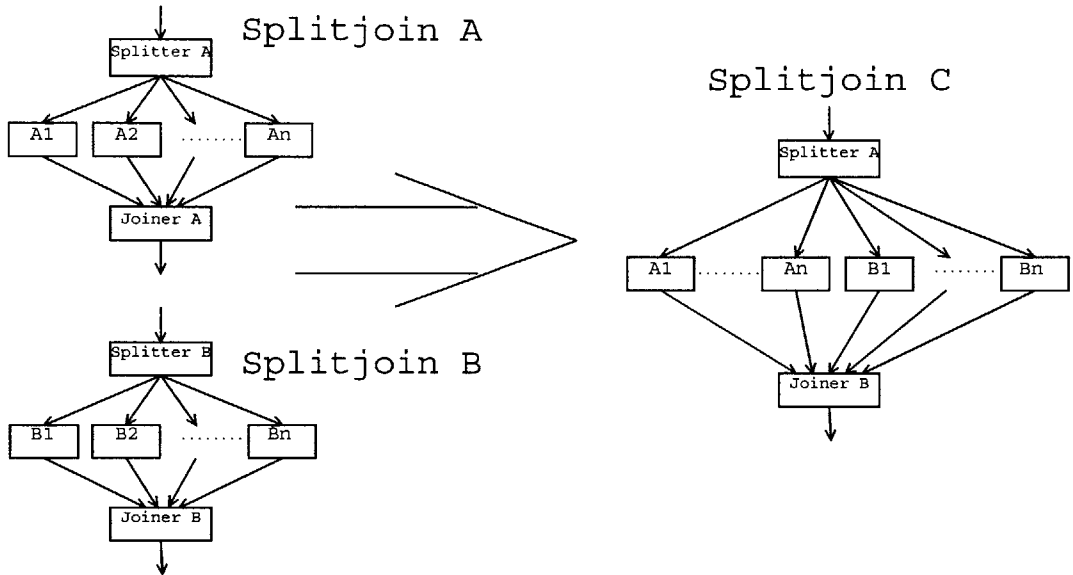 Splitjoin A
Splitter A
A1 A2 ........ An
Joiner A
Splitjoin B
Splitter B
B1 B2 ........ Bn
Joiner B
Splitjoin C
Splitter A
A1 ........ An B1 ........ Bn
Joiner B